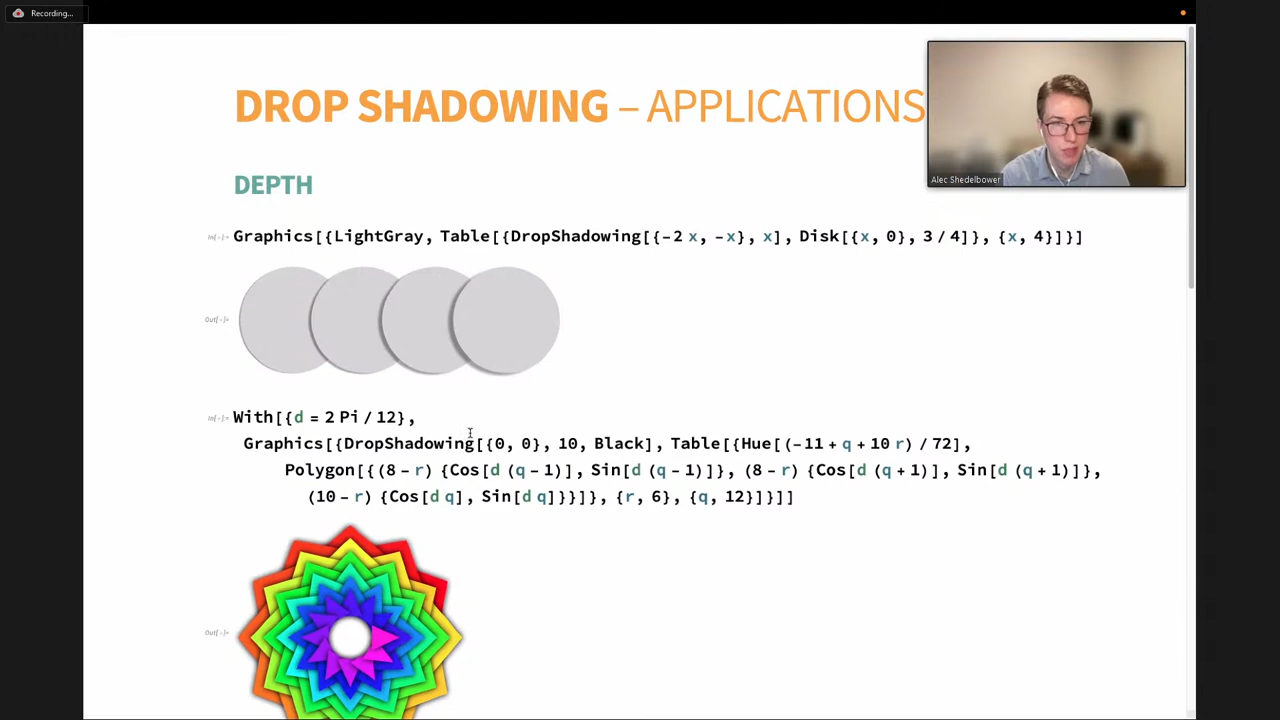 Recording...
DROP SHADOWING – APPLICATIONS
Alec Shedelbower
DEPTH
In[ ]:= Graphics[{LightGray, Table[{DropShadowing[{-2 x, -x}, x], Disk[{x, 0}, 3 / 4]}, {x, 4}]}]
Out[ ]=
In[ ]:= With[{d = 2 Pi / 12},
Graphics[{DropShadowing[{0, 0}, 10, Black], Table[{Hue[(-11 + q + 10 r) / 72],
Polygon[{(8 - r) {Cos[d (q - 1)], Sin[d (q - 1)]}, (8 - r) {Cos[d (q + 1)], Sin[d (q + 1)]},
(10 - r) {Cos[d q], Sin[d q]}}]}, {r, 6}, {q, 12}]}]]
Out[ ]=